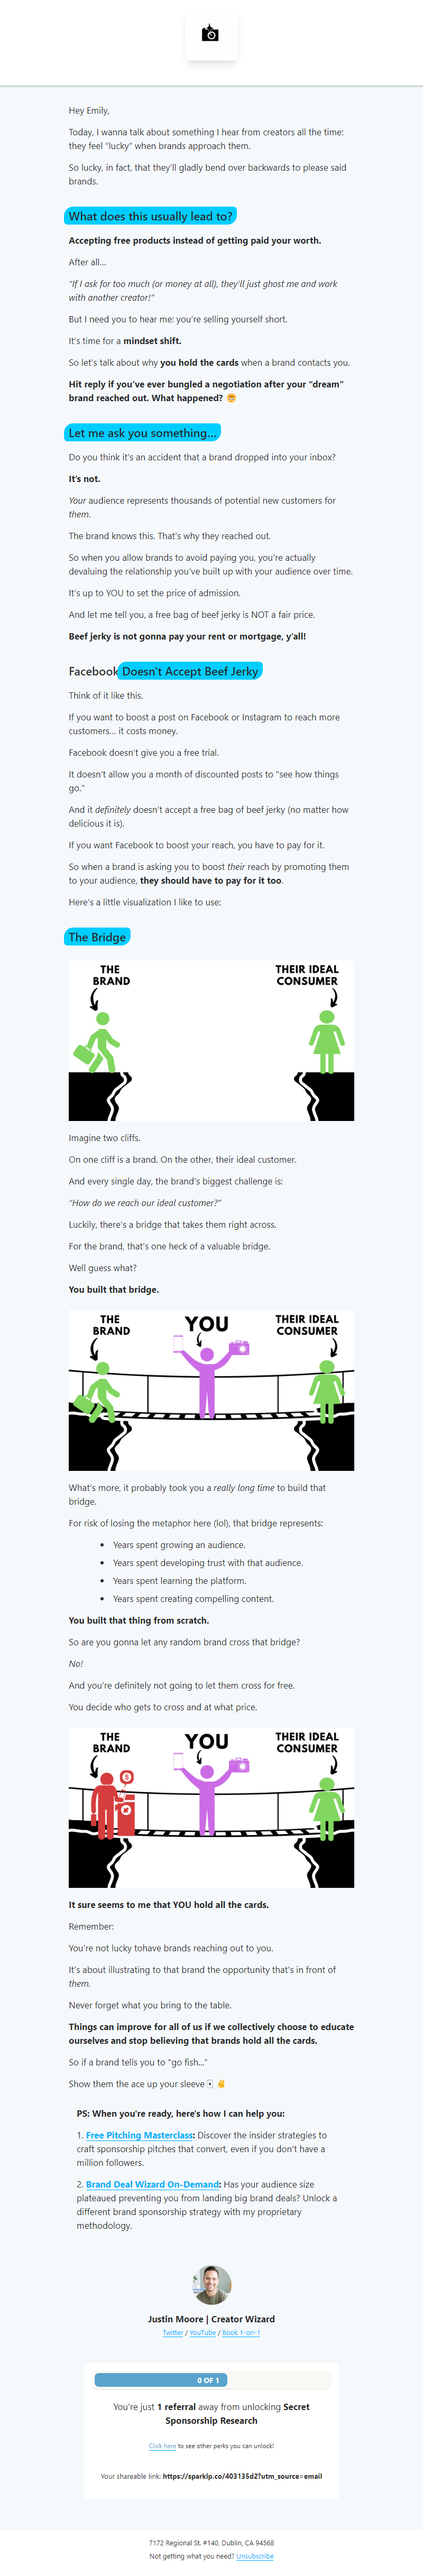 Hey Emily,
Today, I wanna talk about something I hear from creators all the time:
they feel “lucky” when brands approach them.
So lucky, in fact, that they’ll gladly bend over backwards to please said
brands.
What does this usually lead to?
Accepting free products instead of getting paid your worth.
After all...
“If I ask for too much (or money at all), they’ll just ghost me and work
with another creator!”
But I need you to hear me: you’re selling yourself short.
It’s time for a mindset shift.
So let’s talk about why you hold the cards when a brand contacts you.
Hit reply if you’ve ever bungled a negotiation after your “dream”
brand reached out. What happened? 😬
Let me ask you something...
Do you think it’s an accident that a brand dropped into your inbox?
It’s not.
Your audience represents thousands of potential new customers for
them.
The brand knows this. That’s why they reached out.
So when you allow brands to avoid paying you, you’re actually
devaluing the relationship you’ve built up with your audience over time.
It’s up to YOU to set the price of admission.
And let me tell you, a free bag of beef jerky is NOT a fair price.
Beef jerky is not gonna pay your rent or mortgage, y’all!
Facebook Doesn't Accept Beef Jerky
Think of it like this.
If you want to boost a post on Facebook or Instagram to reach more
customers... it costs money.
Facebook doesn’t give you a free trial.
It doesn’t allow you a month of discounted posts to “see how things
go.”
And it definitely doesn’t accept a free bag of beef jerky (no matter how
delicious it is).
If you want Facebook to boost your reach, you have to pay for it.
So when a brand is asking you to boost their reach by promoting them
to your audience, they should have to pay for it too.
Here’s a little visualization I like to use:
The Bridge
THE BRAND
THEIR IDEAL CONSUMER
Imagine two cliffs.
On one cliff is a brand. On the other, their ideal customer.
And every single day, the brand’s biggest challenge is:
“How do we reach our ideal customer?”
Luckily, there’s a bridge that takes them right across.
For the brand, that’s one heck of a valuable bridge.
Well guess what?
You built that bridge.
THE BRAND
YOU
THEIR IDEAL CONSUMER
What’s more, it probably took you a really long time to build that
bridge.
For risk of losing the metaphor here (lol), that bridge represents:
• Years spent growing an audience.
• Years spent developing trust with that audience.
• Years spent learning the platform.
• Years spent creating compelling content.
You built that thing from scratch.
So are you gonna let any random brand cross that bridge?
No!
And you’re definitely not going to let them cross for free.
You decide who gets to cross and at what price.
THE BRAND
YOU
THEIR IDEAL CONSUMER
$
It sure seems to me that YOU hold all the cards.
Remember:
You're not lucky tohave brands reaching out to you.
It’s about illustrating to that brand the opportunity that’s in front of
them.
Never forget what you bring to the table.
Things can improve for all of us if we collectively choose to educate
ourselves and stop believing that brands hold all the cards.
So if a brand tells you to “go fish...”
Show them the ace up your sleeve 🃏 ✌️
PS: When you're ready, here's how I can help you:
1. Free Pitching Masterclass: Discover the insider strategies to
craft sponsorship pitches that convert, even if you don't have a
million followers.
2. Brand Deal Wizard On-Demand: Has your audience size
plateaued preventing you from landing big brand deals? Unlock a
different brand sponsorship strategy with my proprietary
methodology.
Justin Moore | Creator Wizard
Twitter / YouTube / Book 1-on-1
0 OF 1
You're just 1 referral away from unlocking Secret
Sponsorship Research
Click here to see other perks you can unlock!
Your shareable link: https://sparklp.co/403135d2?utm_source=email
7172 Regional St. #140, Dublin, CA 94568
Not getting what you need? Unsubscribe